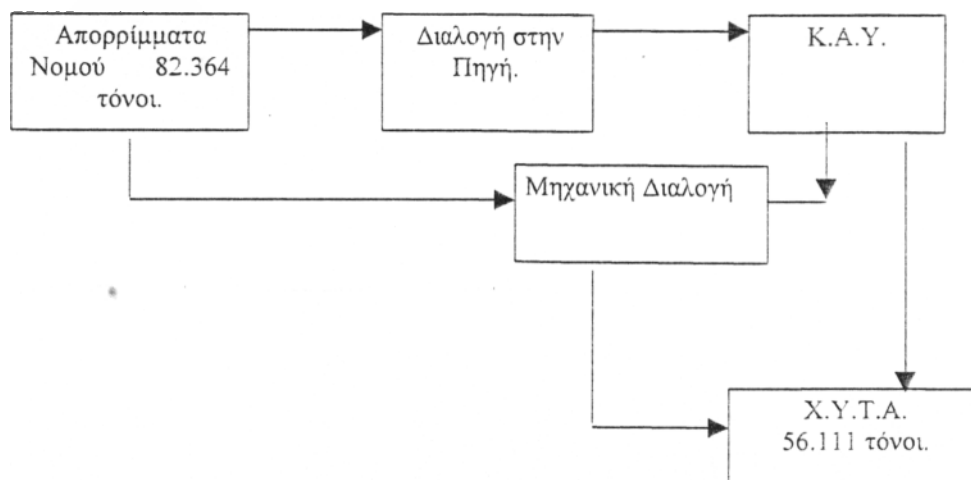 Απορρίμματα
Νομού 82.364
τόνοι.
Διαλογή στην
Πηγή.
Κ.Α.Υ.
Μηχανική Διαλογή
Χ.Υ.Τ.Α.
56.111 τόνοι.